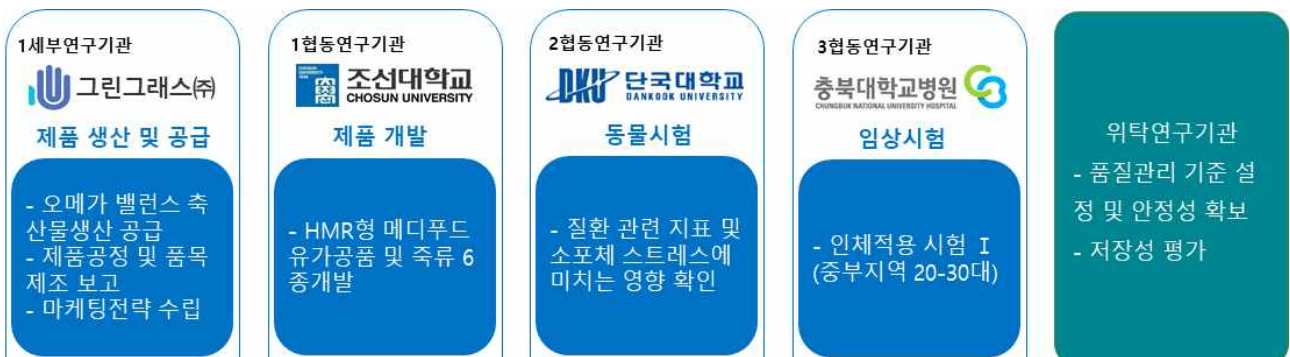 1세부연구기관
그린그래스㈜
제품 생산 및 공급
- 오메가 밸런스 축
산물생산 공급
- 제품공정 및 품목
제조 보고
- 마케팅전략 수립
1협동연구기관
조선대학교
CHOSUN UNIVERSITY
제품 개발
- HMR형 메디푸드
유가공품 및 죽류 6
종개발
2협동연구기관
DKU 단국대학교
DANKOOK UNIVERSITY
동물시험
- 질환 관련 지표 및
소포체 스트레스에
미치는 영향 확인
3협동연구기관
충북대학교병원
CHUNGBUK NATIONAL UNIVERSITY HOSPITAL
임상시험
- 인체적용 시험 Ⅰ
(중부지역 20-30대)
위탁연구기관
- 품질관리 기준 설
정 및 안정성 확보
- 저장성 평가